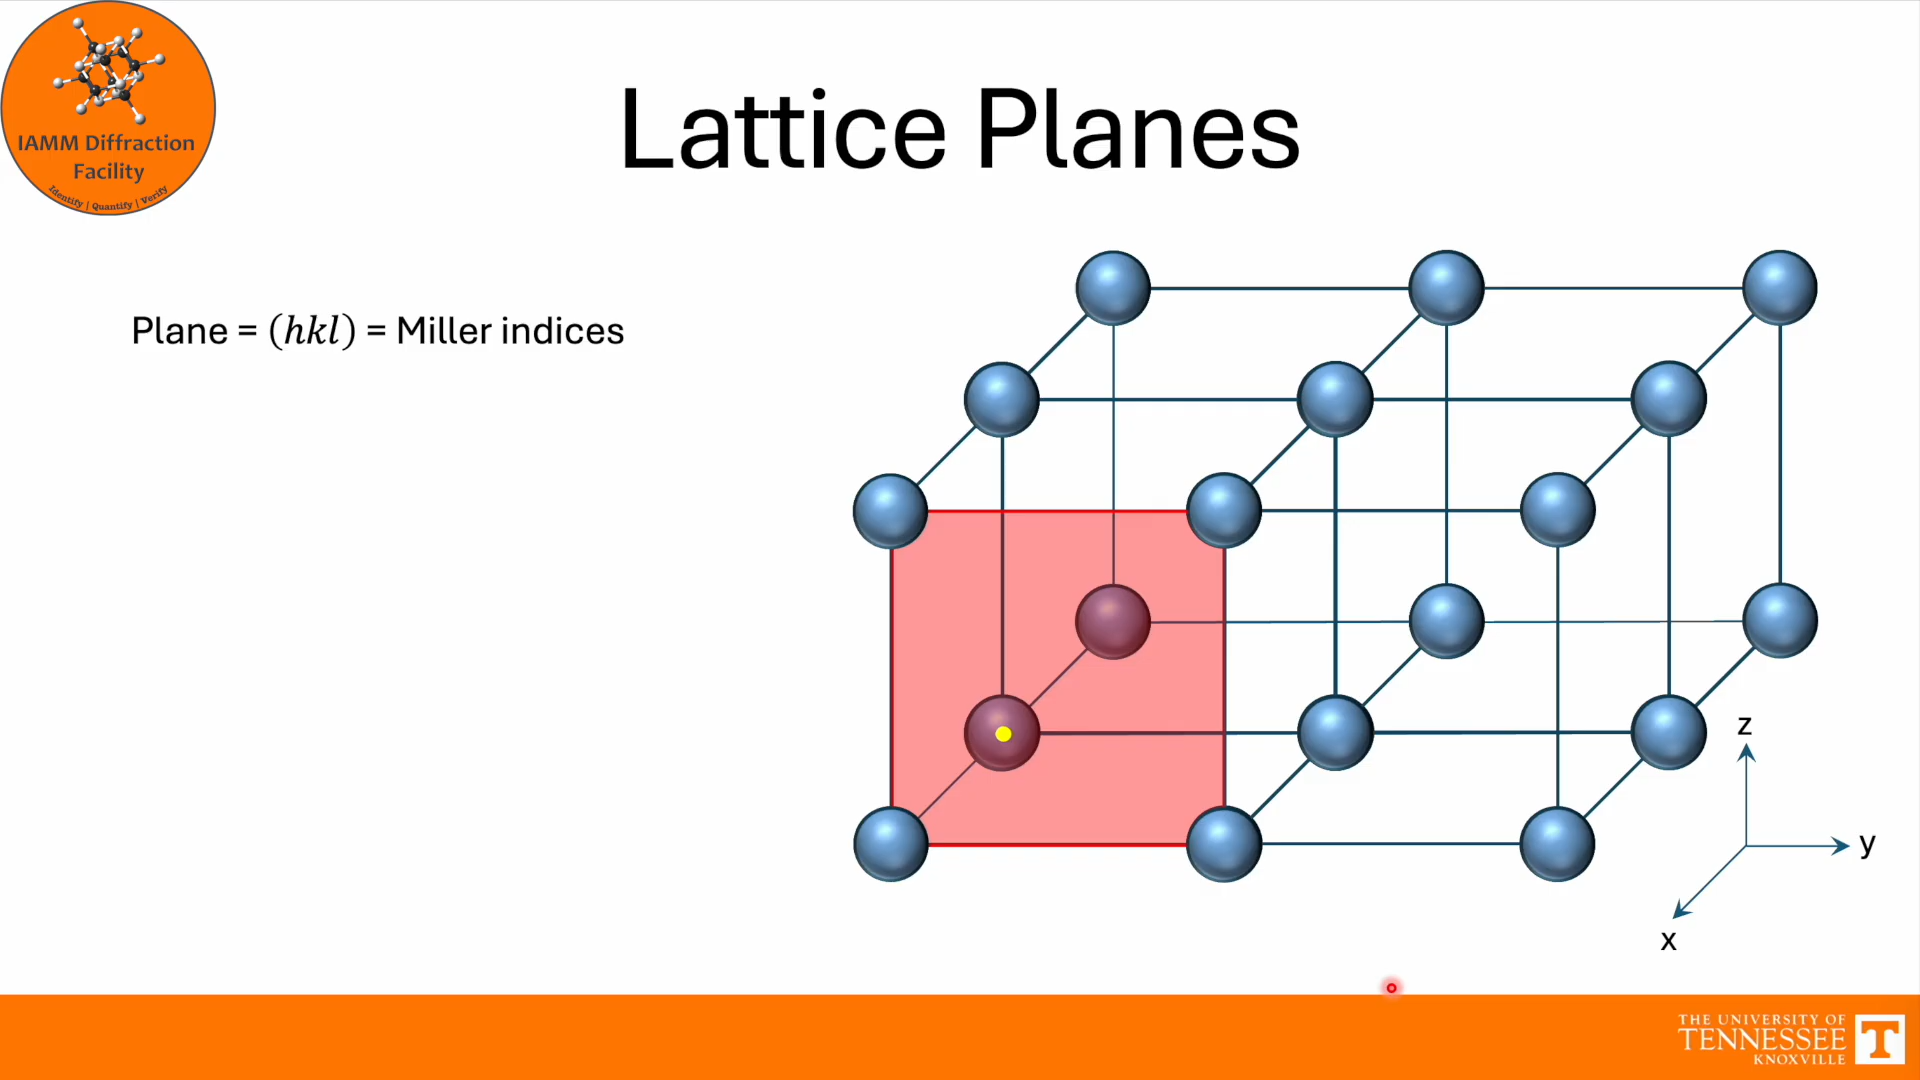 IAMM Diffraction
Facility
Identify | Quantify | Verify
Lattice Planes
Plane = (hkl) = Miller indices
z
y
x
THE UNIVERSITY OF
TENNESSEE
KNOXVILLE
T